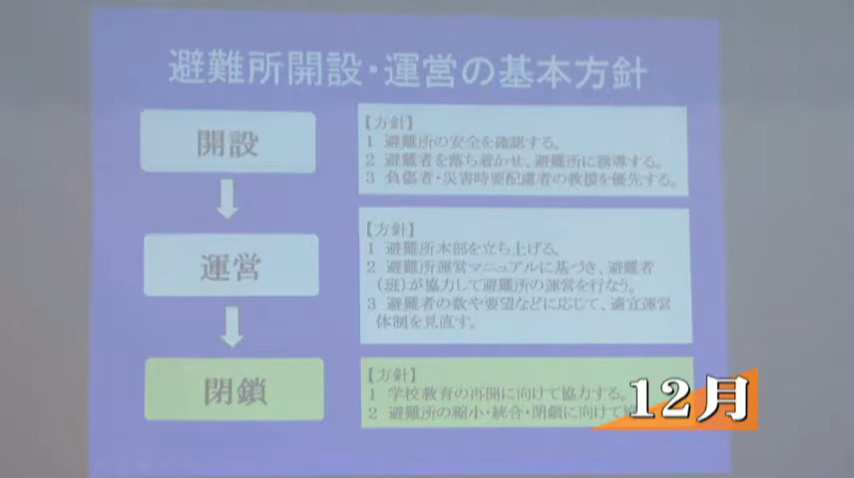 避難所開設・運営の基本方針
開設
【方針】
1 避難所の安全を確認する。
2 避難者を落ち着かせ、避難所に誘導する。
3 負傷者・災害時要配慮者の救援を優先する。
運営
【方針】
1 避難所本部を立ち上げる。
2 避難所運営マニュアルに基づき、避難者
(班)が協力して避難所の運営を行なう。
3 避難者の数や要望などに応じて、適宜運営
体制を見直す。
閉鎖
【方針】
1 学校教育の再開に向けて協力する。
2 避難所の縮小・統合・閉鎖に向けて
12月